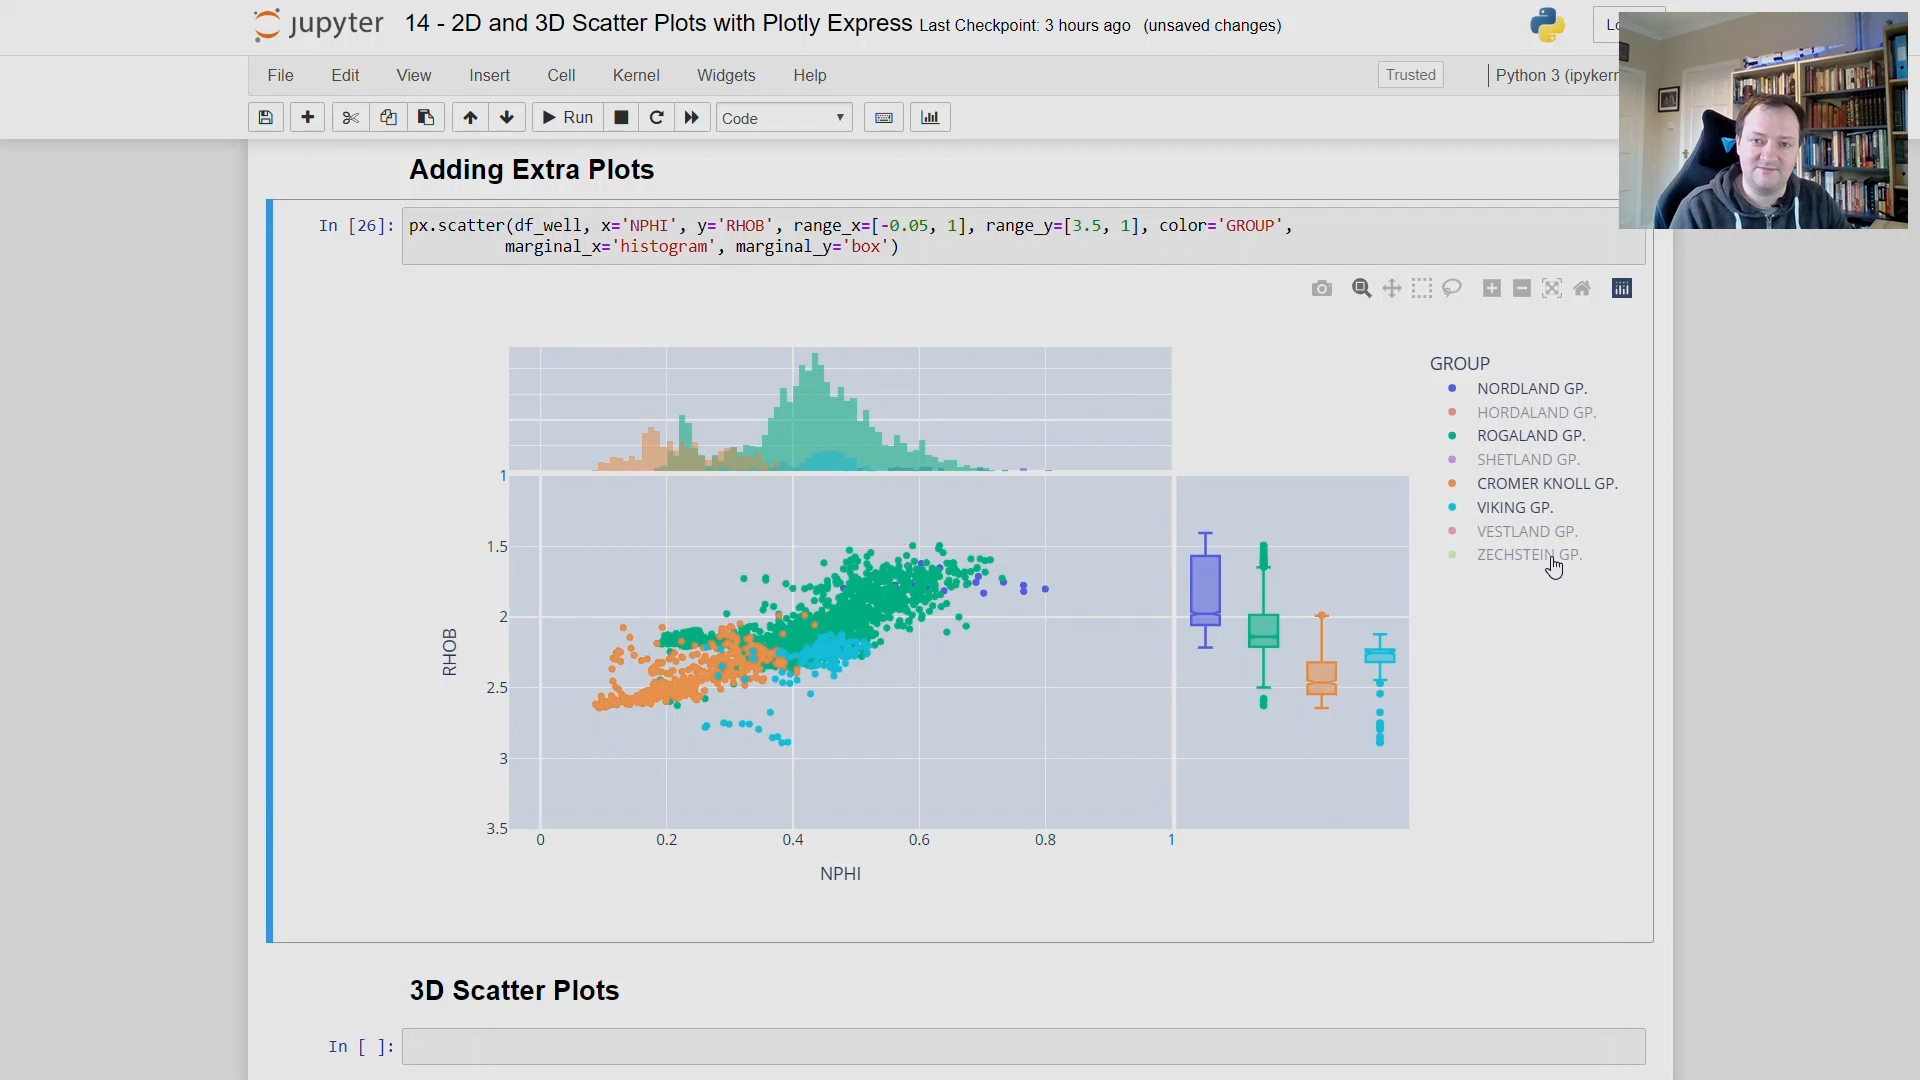 jupyter 14 - 2D and 3D Scatter Plots with Plotly Express Last Checkpoint: 3 hours ago (unsaved changes)
File Edit View Insert Cell Kernel Widgets Help Trusted Python 3
Run Code
Adding Extra Plots
In [26]: px.scatter(df_well, x='NPHI', y='RHOB', range_x=[-0.05, 1], range_y=[3.5, 1], color='GROUP',
marginal_x='histogram', marginal_y='box')
GROUP
NORDLAND GP.
HORDALAND GP.
ROGALAND GP.
SHETLAND GP.
CROMER KNOLL GP.
VIKING GP.
VESTLAND GP.
ZECHSTEIN GP.
1
1.5
2
2.5
3
3.5
RHOB
0 0.2 0.4 0.6 0.8 1
NPHI
3D Scatter Plots
In [ ]: